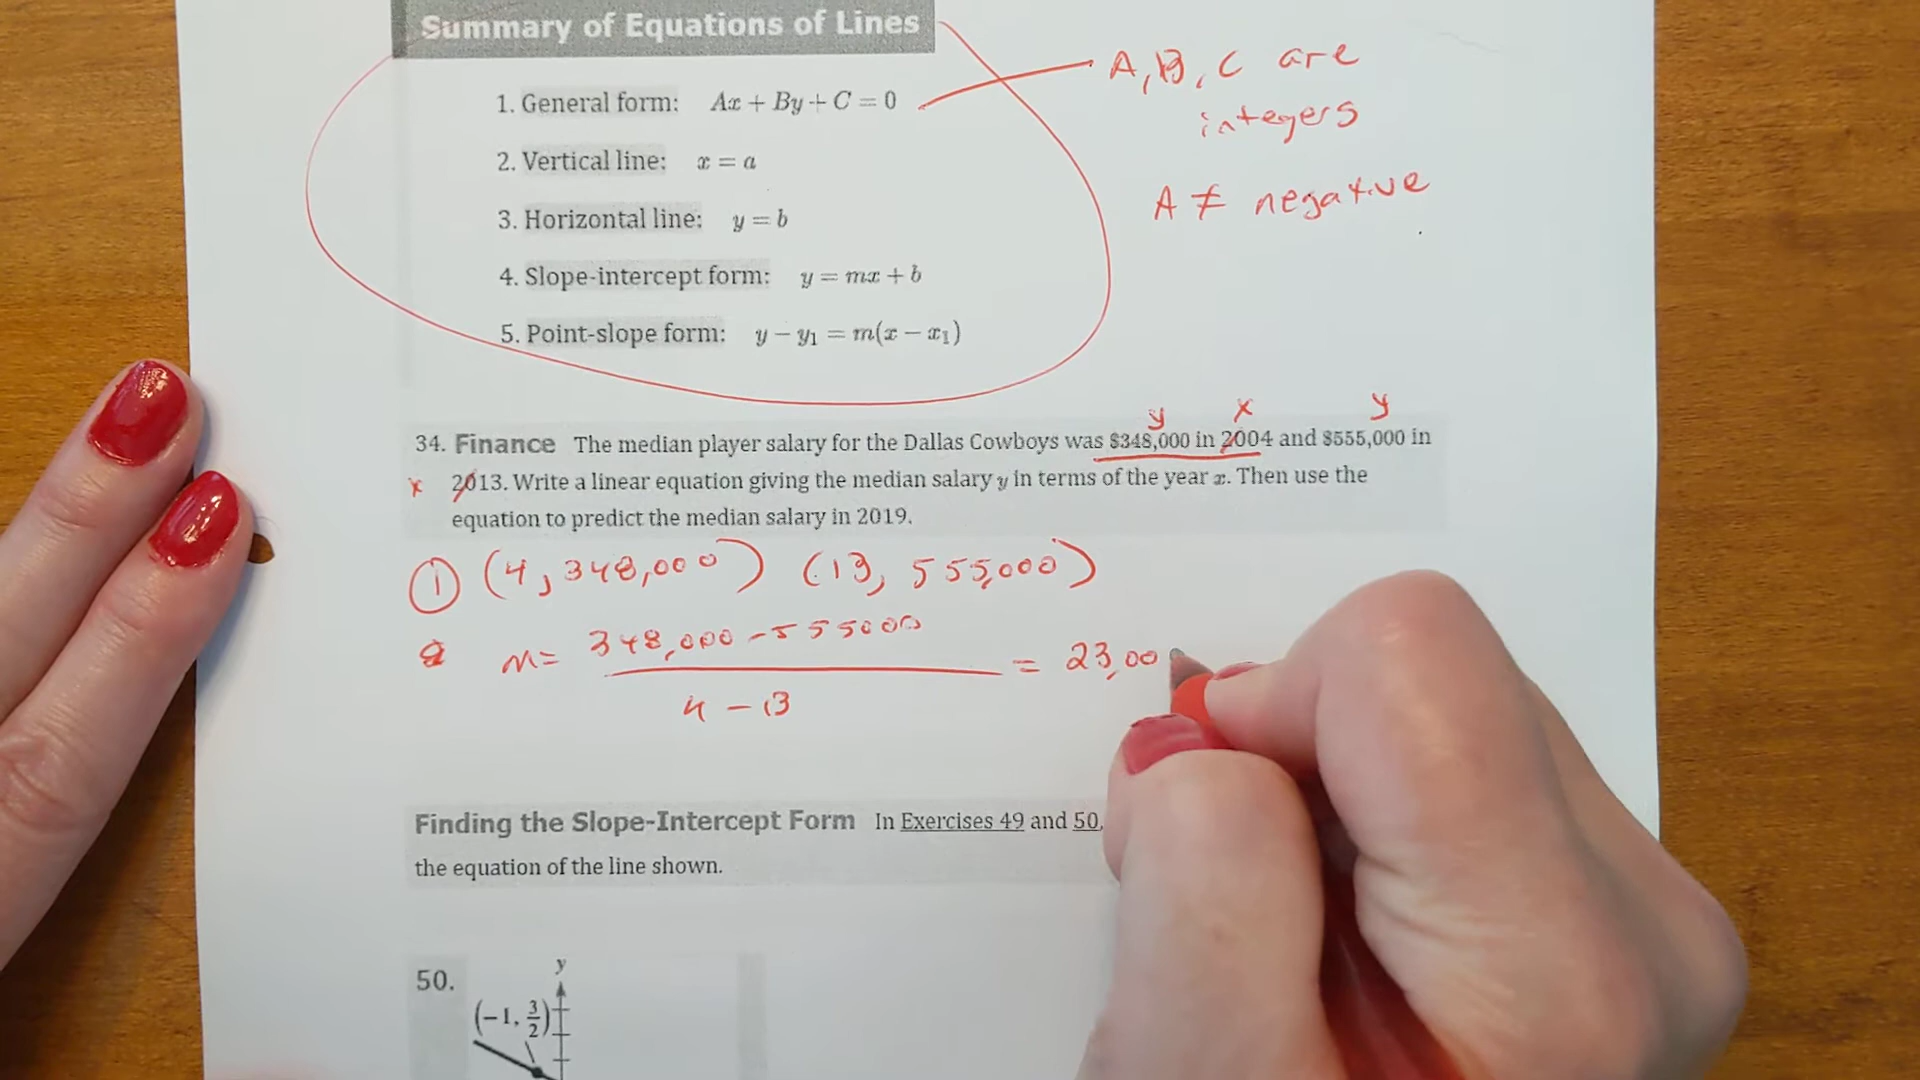 Summary of Equations of Lines
1. General form: Ax + By + C = 0
A, B, C are
integers
2. Vertical line: x = a
A ≠ negative
3. Horizontal line: y = b
4. Slope-intercept form: y = mx + b
5. Point-slope form: y − y₁ = m(x − x₁)
y x y
34. Finance The median player salary for the Dallas Cowboys was $348,000 in 2004 and $555,000 in
x 2013. Write a linear equation giving the median salary y in terms of the year x. Then use the
equation to predict the median salary in 2019.
① (4, 348,000) (13, 555,000)
m = 348,000 - 555000 / 4 - 13 = 23,00
Finding the Slope-Intercept Form In Exercises 49 and 50,
the equation of the line shown.
50.
y
(−1, 3/2)